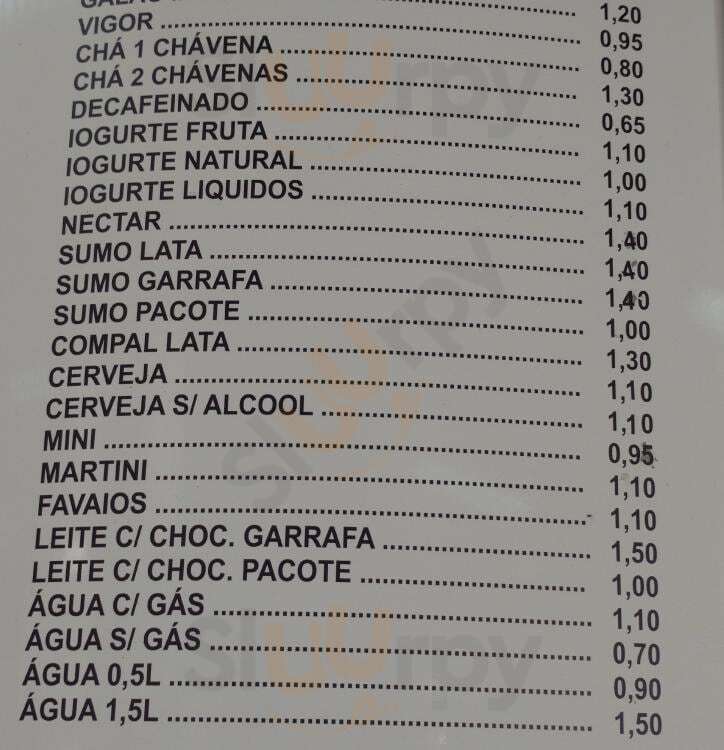 1,20
VIGOR ........ 0,95
CHÁ 1 CHÁVENA ........ 0,80
CHÁ 2 CHÁVENAS ........ 1,30
DECAFEINADO ........ 0,65
IOGURTE FRUTA ........ 1,10
IOGURTE NATURAL ........ 1,00
IOGURTE LIQUIDOS ........ 1,10
NECTAR ........ 1,40
SUMO LATA ........ 1,40
SUMO GARRAFA ........ 1,40
SUMO PACOTE ........ 1,00
COMPAL LATA ........ 1,30
CERVEJA ........ 1,10
CERVEJA S/ ALCOOL ........ 1,10
MINI ........ 0,95
MARTINI ........ 1,10
FAVAIOS ........ 1,10
LEITE C/ CHOC. GARRAFA ........ 1,50
LEITE C/ CHOC. PACOTE ........ 1,00
ÁGUA C/ GÁS ........ 1,10
ÁGUA S/ GÁS ........ 0,70
ÁGUA 0,5L ........ 0,90
ÁGUA 1,5L ........ 1,50
sluurpy
sluurpy
sluurpy